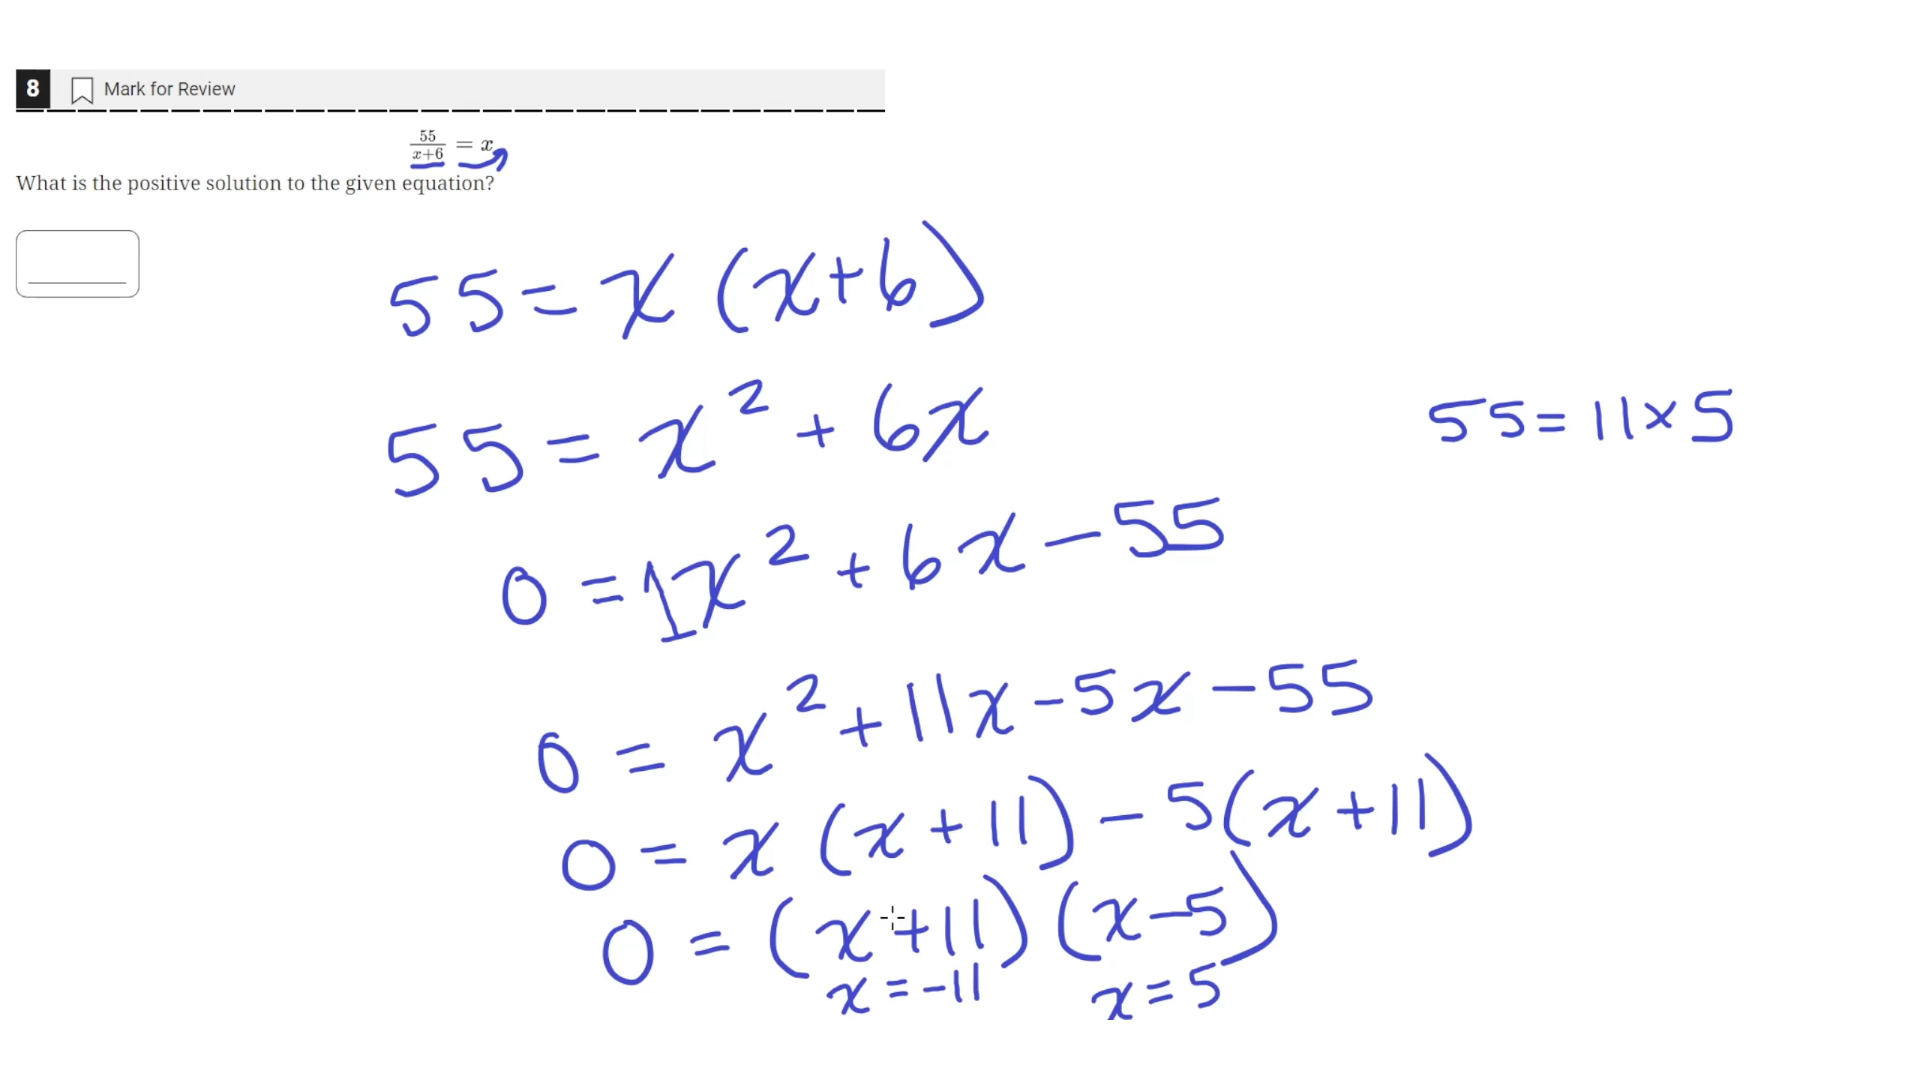 8 Mark for Review
55/(x+6) = x
What is the positive solution to the given equation?
55 = x (x+6)
55 = x² + 6x
55 = 11 x 5
0 = 1x² + 6x - 55
0 = x² + 11x - 5x - 55
0 = x (x + 11) - 5(x + 11)
0 = (x + 11) (x - 5)
x = -11 x = 5